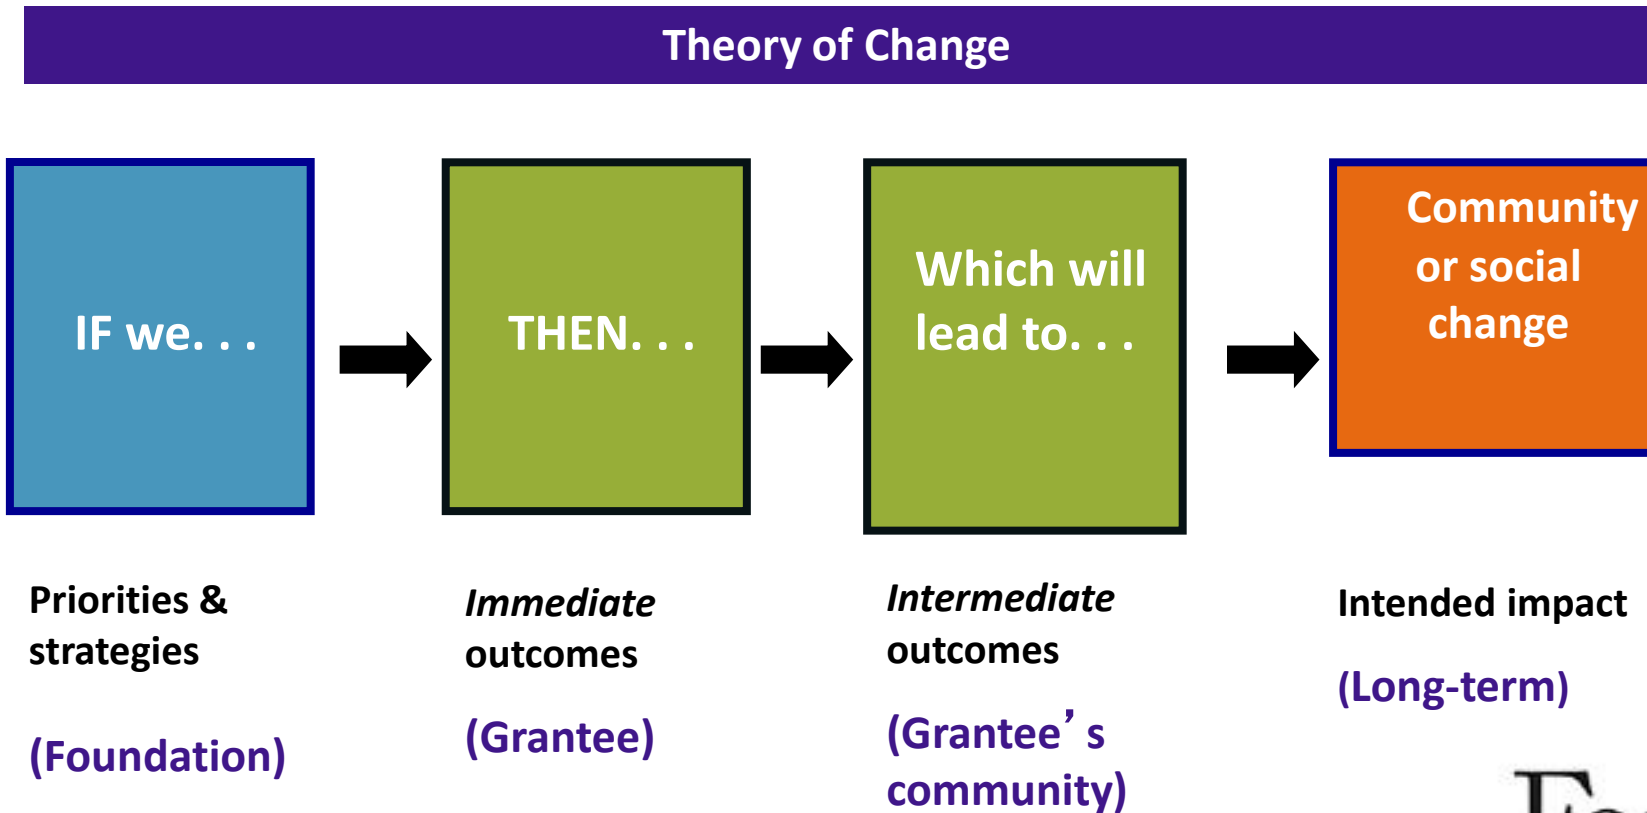 Theory of Change
IF we. . .
THEN. . .
Which will
lead to. . .
Community
or social
change
Priorities &
strategies
(Foundation)
Immediate
outcomes
(Grantee)
Intermediate
outcomes
(Grantee’s
community)
Intended impact
(Long-term)